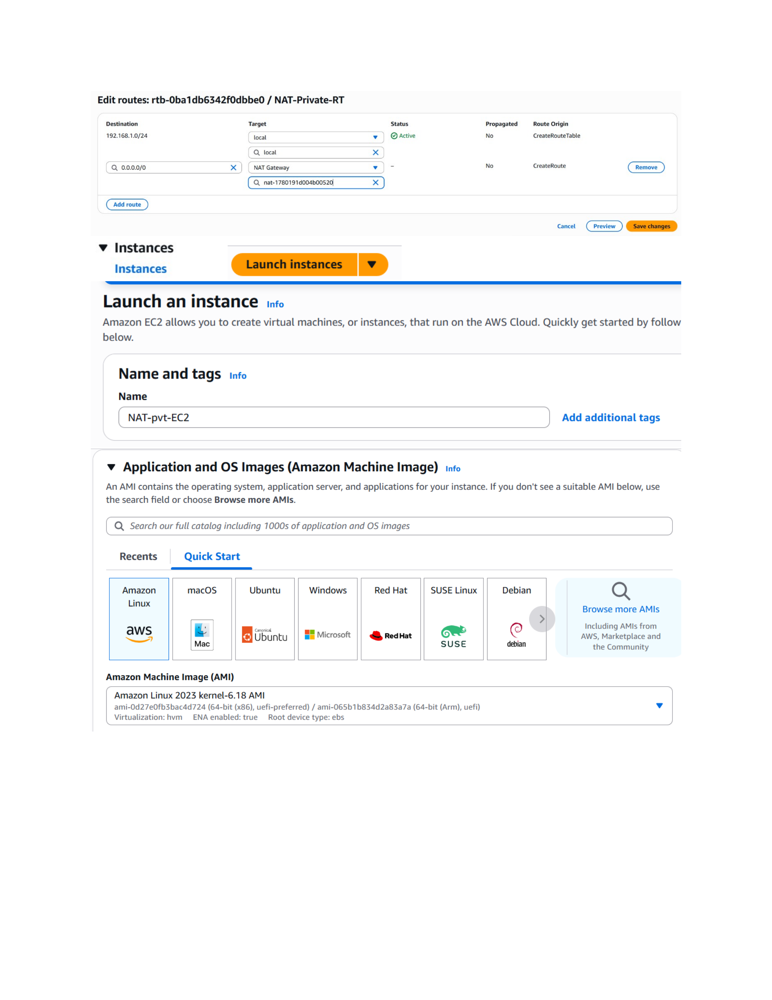 Edit routes: rtb-0ba1db6342f0dbbe0 / NAT-Private-RT
Destination Target Status Propagated Route Origin
192.168.1.0/24 local Active No CreateRouteTable
local
0.0.0.0/0 NAT Gateway – No CreateRoute Remove
nat-1780191d004b00520
Add route
Cancel Preview Save changes
Instances
Instances
Launch instances
Launch an instance Info
Amazon EC2 allows you to create virtual machines, or instances, that run on the AWS Cloud. Quickly get started by follow
below.
Name and tags Info
Name
NAT-pvt-EC2 Add additional tags
Application and OS Images (Amazon Machine Image) Info
An AMI contains the operating system, application server, and applications for your instance. If you don't see a suitable AMI below, use
the search field or choose Browse more AMIs.
Search our full catalog including 1000s of application and OS images
Recents Quick Start
Amazon Linux
aws
macOS
Mac
Ubuntu
Canonical Ubuntu
Windows
Microsoft
Red Hat
Red Hat
SUSE Linux
SUSE
Debian
debian
Browse more AMIs
Including AMIs from
AWS, Marketplace and
the Community
Amazon Machine Image (AMI)
Amazon Linux 2023 kernel-6.18 AMI
ami-0d27e0fb3bac4d724 (64-bit (x86), uefi-preferred) / ami-065b1b834d2a83a7a (64-bit (Arm), uefi)
Virtualization: hvm ENA enabled: true Root device type: ebs